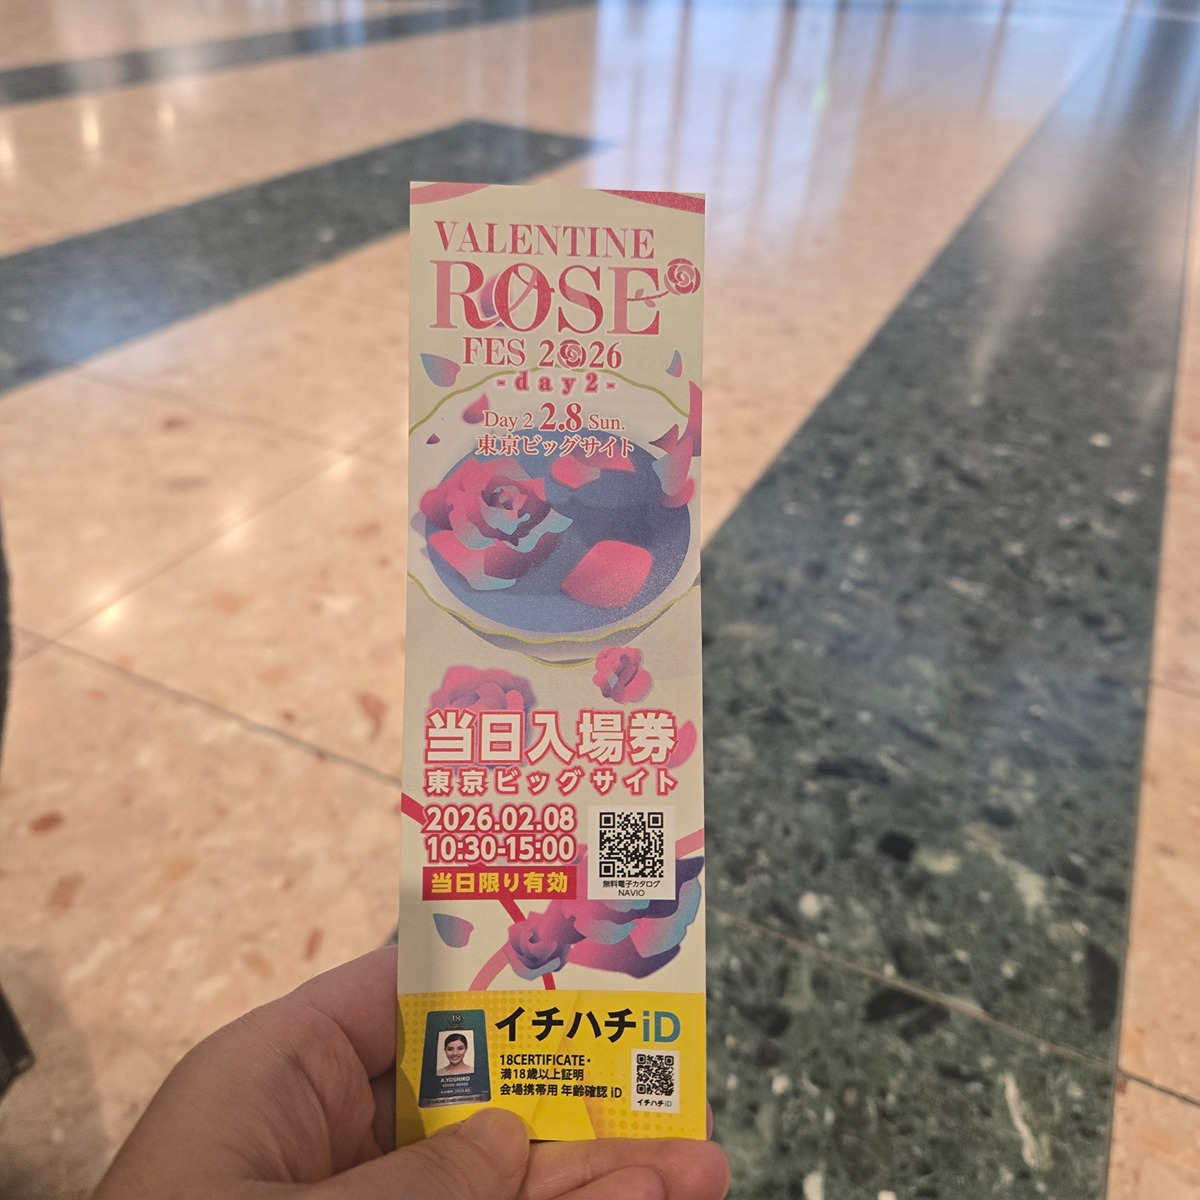 VALENTINE
ROSE
FES 2026
-day2-
Day 2 2.8 Sun.
東京ビッグサイト
当日入場券
東京ビッグサイト
2026.02.08
10:30-15:00
当日限り有効
無料電子カタログ
NAVIO
イチハチiD
18
A.YOSHIKO
18CERTIFICATE・
満18歳以上証明
会場携帯用 年齢確認 iD
イチハチiD